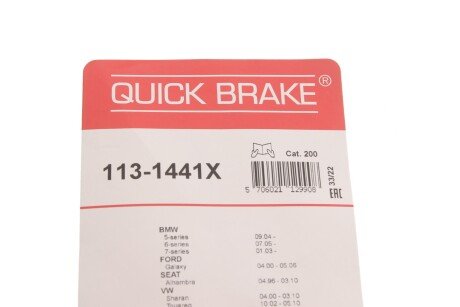 QUICK BRAKE®
113-1441X
Cat. 200
5 706021 129908
33/22
EAC
BMW
5-series 09.04 -
6-series 07.05 -
7-series 01.03 -
FORD
Galaxy 04.00 - 05.06
SEAT
Alhambra 04.96 - 03.10
VW
Sharan 04.00 - 03.10
Touareg 10.02 - 05.10